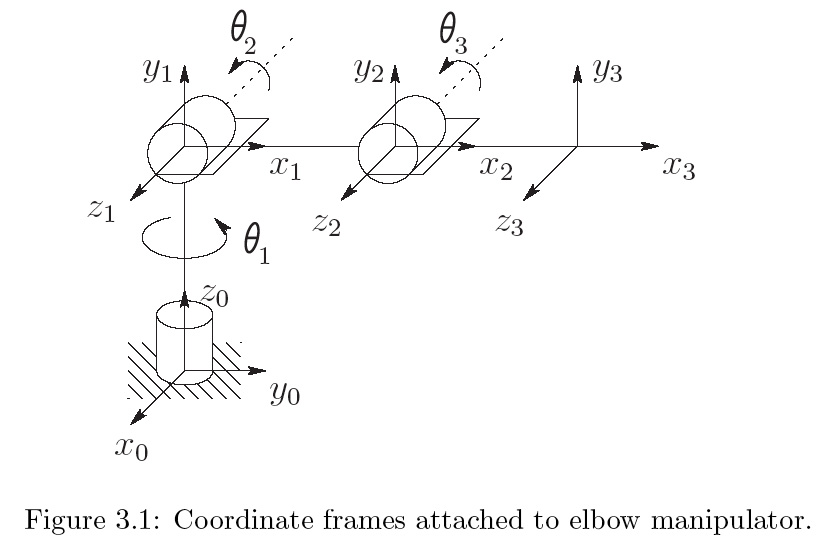 θ2 θ3
y1 y2 y3
x1 x2 x3
z1 z2 z3
θ1
z0
y0
x0
Figure 3.1: Coordinate frames attached to elbow manipulator.